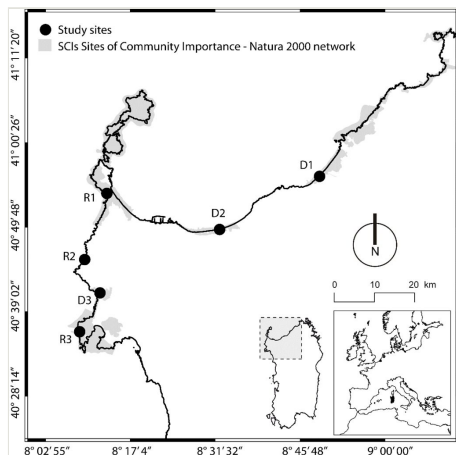 Study sites
SCIs Sites of Community Importance - Natura 2000 network
41° 11′20″
41° 00′26″
40° 49′48″
40° 39′02″
40° 28′14″
D1
R1
D2
R2
D3
R3
N
0 10 20 km
8° 02′55″ 8° 17′4″ 8° 31′32″ 8° 45′48″ 9° 00′00″